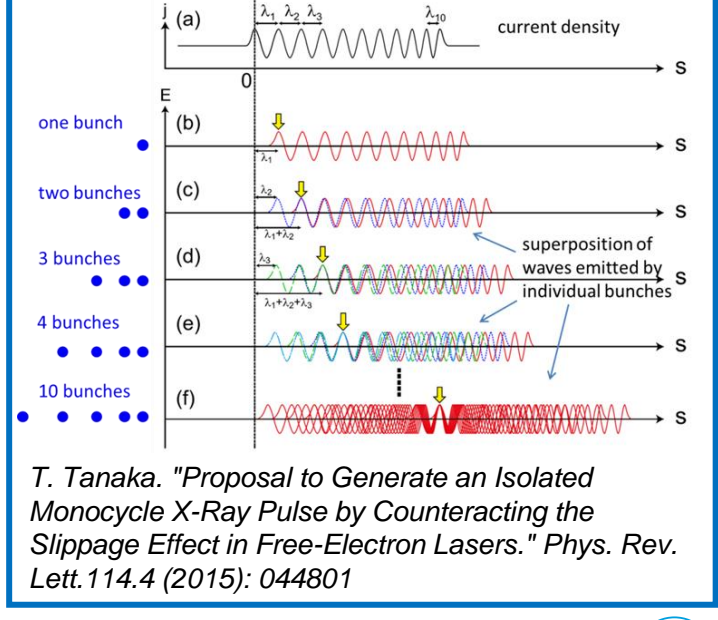 j (a) λ1 λ2 λ3 λ10 current density
S
0
E
one bunch (b) S
λ1
two bunches (c) λ2 S
λ1+λ2
3 bunches (d) λ3 S
superposition of
waves emitted by
individual bunches
λ1+λ2+λ3
4 bunches (e) S
10 bunches (f) S
T. Tanaka. "Proposal to Generate an Isolated
Monocycle X-Ray Pulse by Counteracting the
Slippage Effect in Free-Electron Lasers." Phys. Rev.
Lett.114.4 (2015): 044801